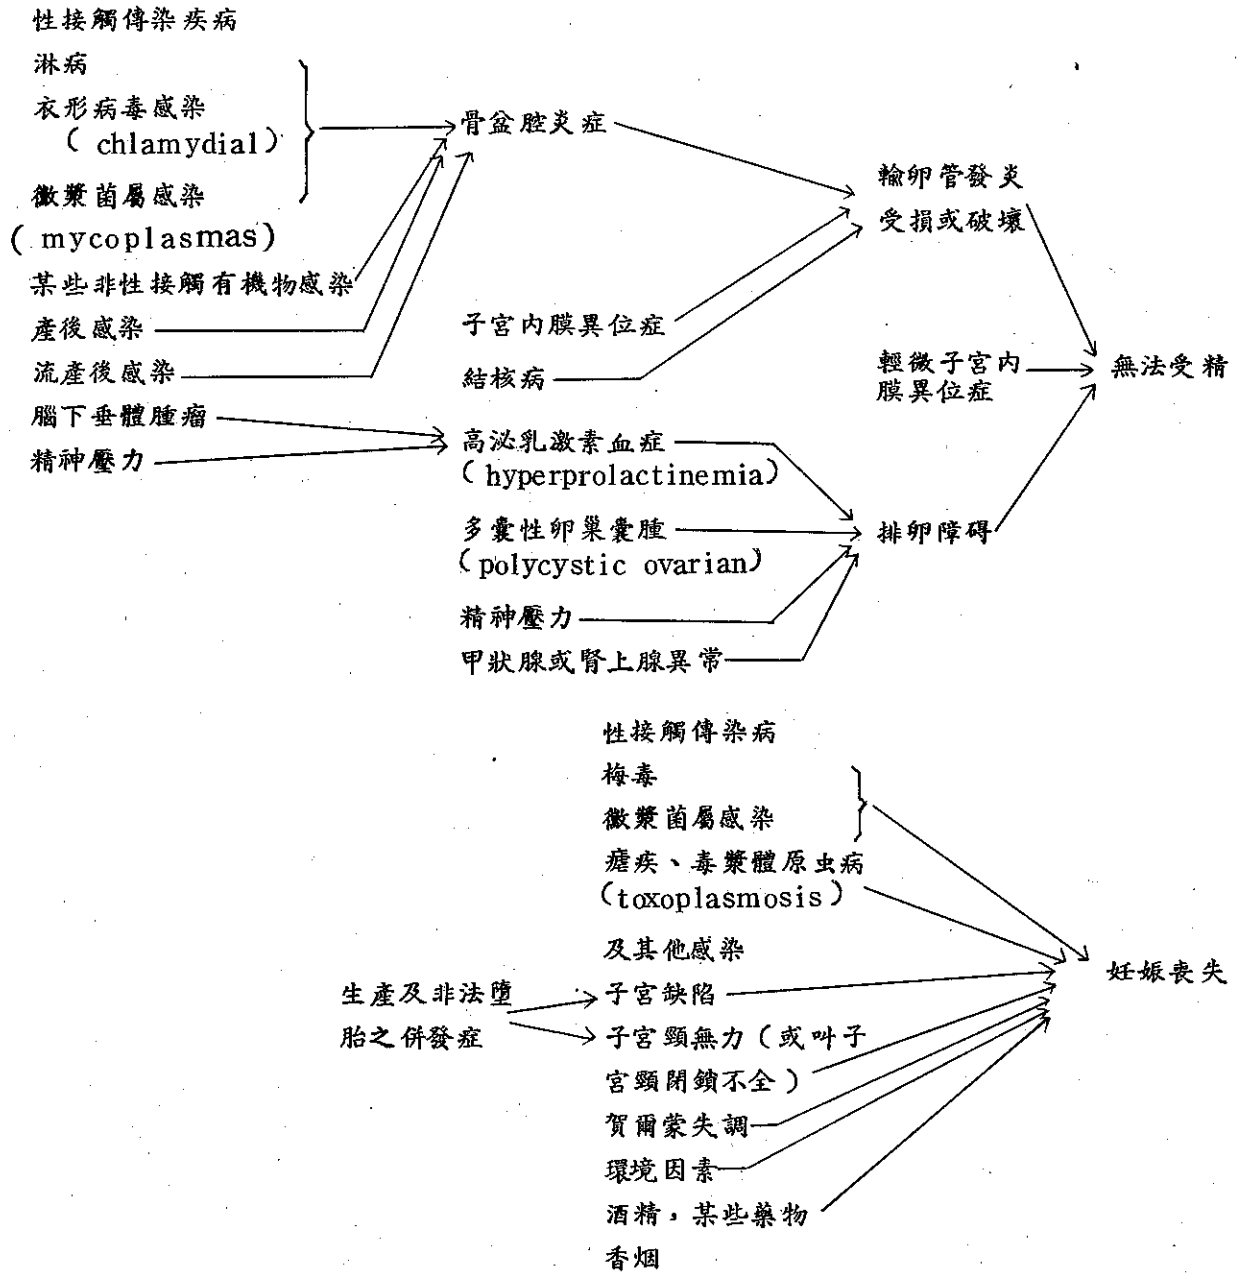 性接觸傳染疾病
淋病
衣形病毒感染
( chlamydial )
黴漿菌屬感染
( mycoplasmas )
某些非性接觸有機物感染
產後感染
流產後感染
腦下垂體腫瘤
精神壓力
骨盆腔炎症
子宮內膜異位症
結核病
高泌乳激素血症
( hyperprolactinemia )
多囊性卵巢囊腫
( polycystic ovarian )
精神壓力
甲狀腺或腎上腺異常
輸卵管發炎
受損或破壞
輕微子宮內
膜異位症
排卵障碍
無法受精
性接觸傳染病
梅毒
黴漿菌屬感染
瘧疾、毒漿體原虫病
( toxoplasmosis )
及其他感染
生產及非法墮
胎之併發症
子宮缺陷
子宮頸無力(或叫子
宮頸閉鎖不全)
賀爾蒙失調
環境因素
酒精,某些藥物
香烟
妊娠喪失